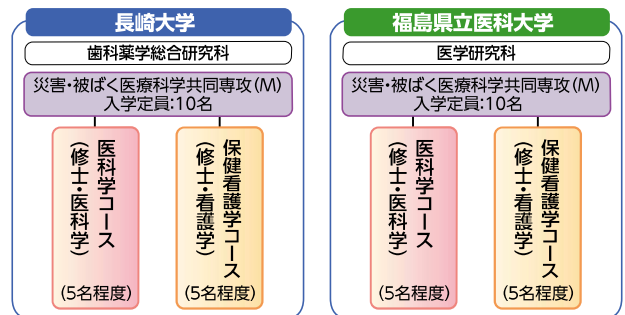 長崎大学
歯科薬学総合研究科
災害・被ばく医療科学共同専攻(M)
入学定員:10名
医科学コース
(修士・医科学)
(5名程度)
保健看護学コース
(修士・看護学)
(5名程度)
福島県立医科大学
医学研究科
災害・被ばく医療科学共同専攻(M)
入学定員:10名
医科学コース
(修士・医科学)
(5名程度)
保健看護学コース
(修士・看護学)
(5名程度)